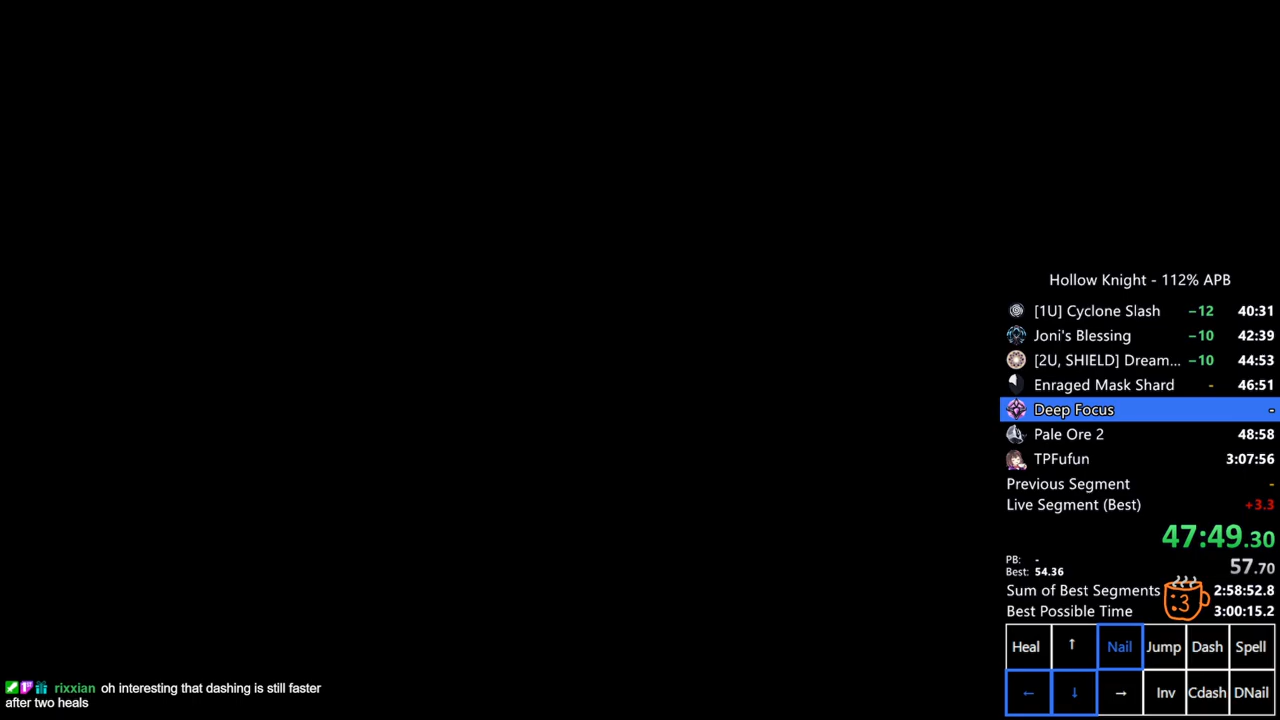 Hollow Knight - 112% APB
[1U] Cyclone Slash −12 40:31
Joni's Blessing −10 42:39
[2U, SHIELD] Dream... −10 44:53
Enraged Mask Shard - 46:51
Deep Focus -
Pale Ore 2 48:58
TPFufun 3:07:56
Previous Segment -
Live Segment (Best) +3.3
47:49.30
PB: - 57.70
Best: 54.36
Sum of Best Segments 2:58:52.8
Best Possible Time 3:00:15.2
:3
Heal ↑ Nail Jump Dash Spell
← ↓ → Inv Cdash DNail
rixxian oh interesting that dashing is still faster
after two heals